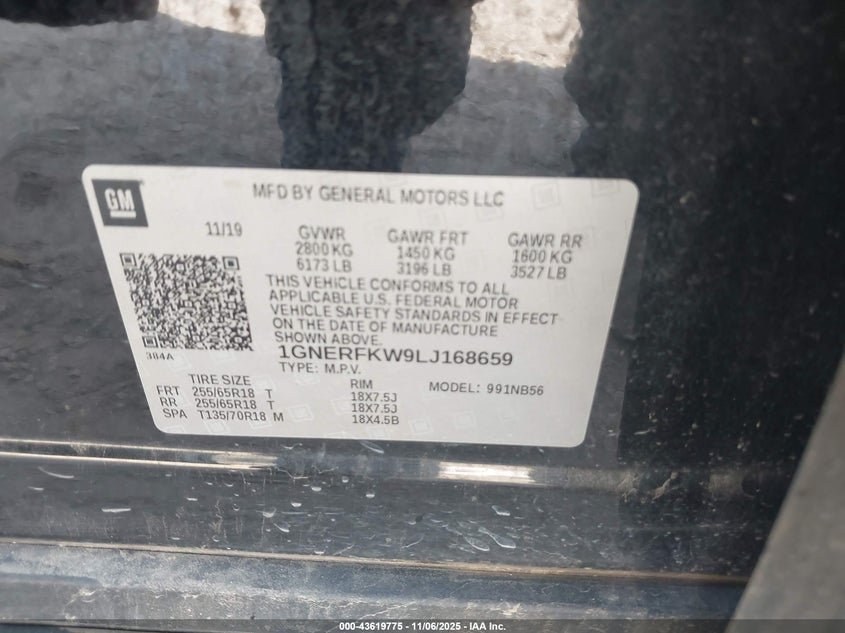 GM
MFD BY GENERAL MOTORS LLC
11/19
GVWR GAWR FRT GAWR RR
2800 KG 1450 KG 1600 KG
6173 LB 3196 LB 3527 LB
THIS VEHICLE CONFORMS TO ALL
APPLICABLE U.S. FEDERAL MOTOR
VEHICLE SAFETY STANDARDS IN EFFECT
ON THE DATE OF MANUFACTURE
SHOWN ABOVE.
384A
1GNERFKW9LJ168659
TYPE: M.P.V. MODEL: 991NB56
TIRE SIZE RIM
FRT 255/65R18 T 18X7.5J
RR 255/65R18 T 18X7.5J
SPA T135/70R18 M 18X4.5B
000-43619775 — 11/06/2025 — IAA Inc.